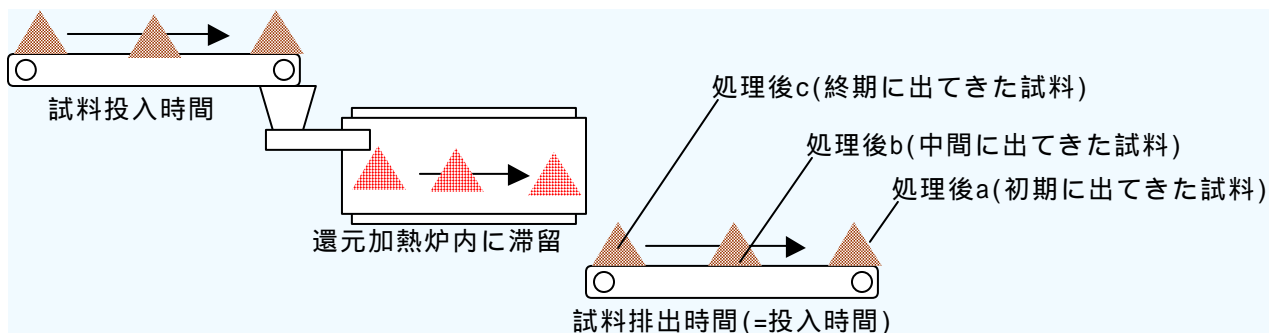 試料投入時間
処理後c(終期に出てきた試料)
処理後b(中間に出てきた試料)
処理後a(初期に出てきた試料)
還元加熱炉内に滞留
試料排出時間(=投入時間)